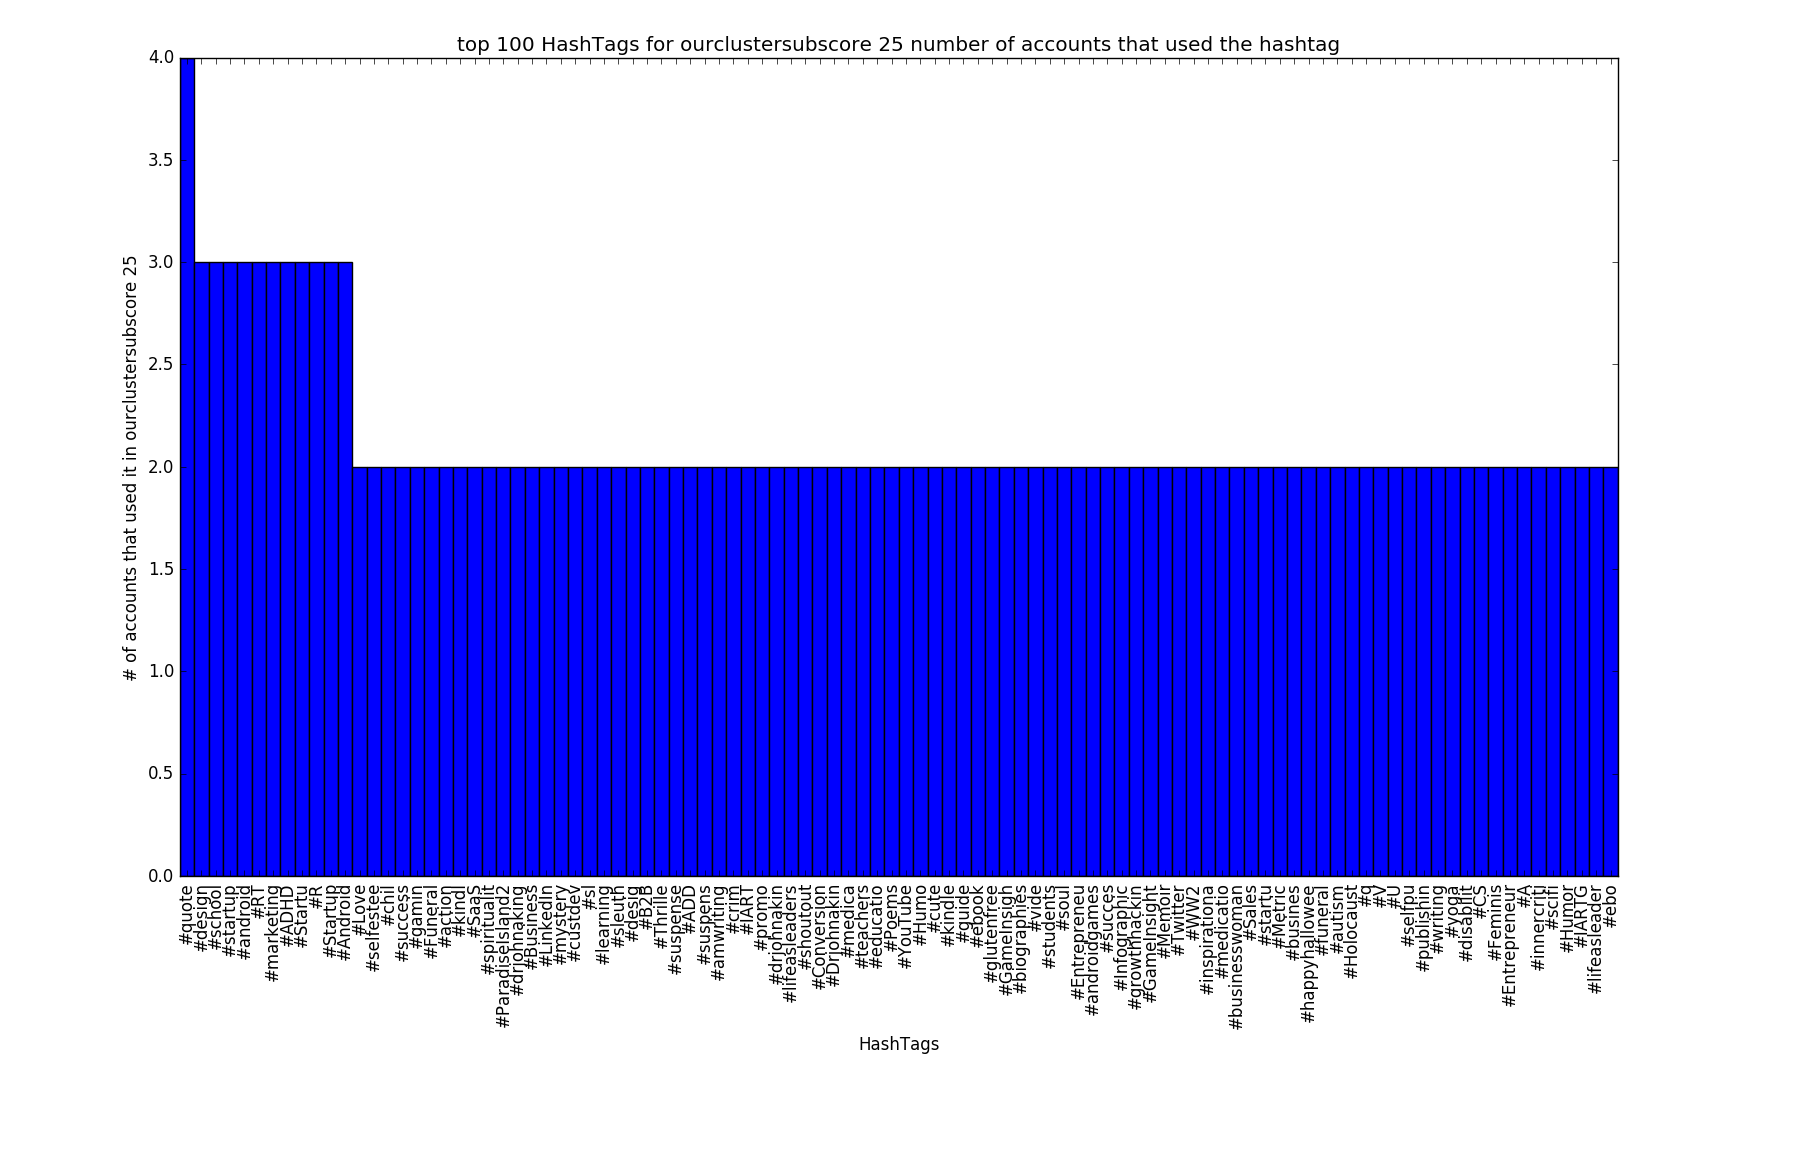 top 100 HashTags for ourclustersubscore 25 number of accounts that used the hashtag
# of accounts that used it in ourclustersubscore 25
4.0
3.5
3.0
2.5
2.0
1.5
1.0
0.5
0.0
#quote
#design
#school
#startup
#android
#RT
#marketing
#ADHD
#Startu
#R
#Startup
#Android
#Love
#selfestee
#chil
#success
#gamin
#Funeral
#action
#kindl
#SaaS
#spiritualit
#ParadiseIsland2
#drjohnaking
#Business
#LinkedIn
#mystery
#custdev
#sl
#learning
#sleuth
#desig
#B2B
#Thrille
#suspense
#ADD
#suspens
#amwriting
#crim
#IART
#promo
#drjohnakin
#lifeasleaders
#shoutout
#Conversion
#Drjohnakin
#medica
#teachers
#educatio
#Poems
#YouTube
#Humo
#cute
#kindle
#guide
#ebook
#glutenfree
#GameInsigh
#biographies
#vide
#students
#soul
#Entrepreneu
#androidgames
#succes
#Infographic
#growthhackin
#GameInsight
#Memoir
#Twitter
#WW2
#inspirationa
#medicatio
#businesswoman
#Sales
#startu
#Metric
#busines
#happyhallowee
#funeral
#autism
#Holocaust
#q
#V
#U
#selfpu
#publishin
#writing
#yoga
#disabilit
#CS
#Feminis
#Entrepreneur
#A
#innercriti
#scifi
#Humor
#IARTG
#lifeasleader
#ebo
HashTags